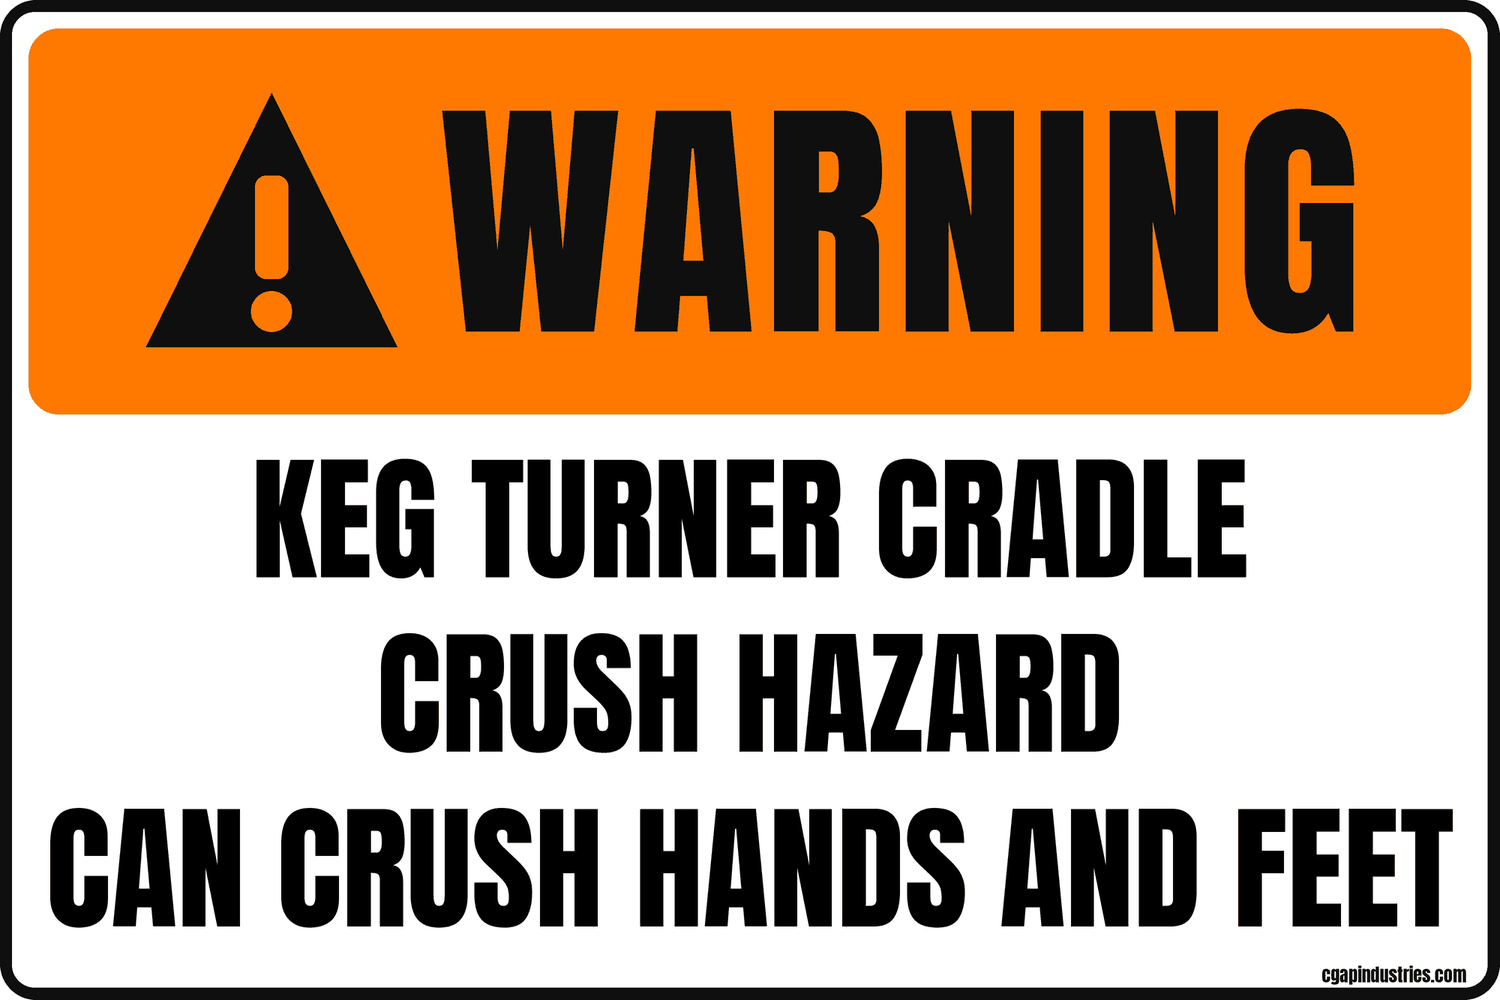 WARNING
KEG TURNER CRADLE
CRUSH HAZARD
CAN CRUSH HANDS AND FEET
cgapindustries.com